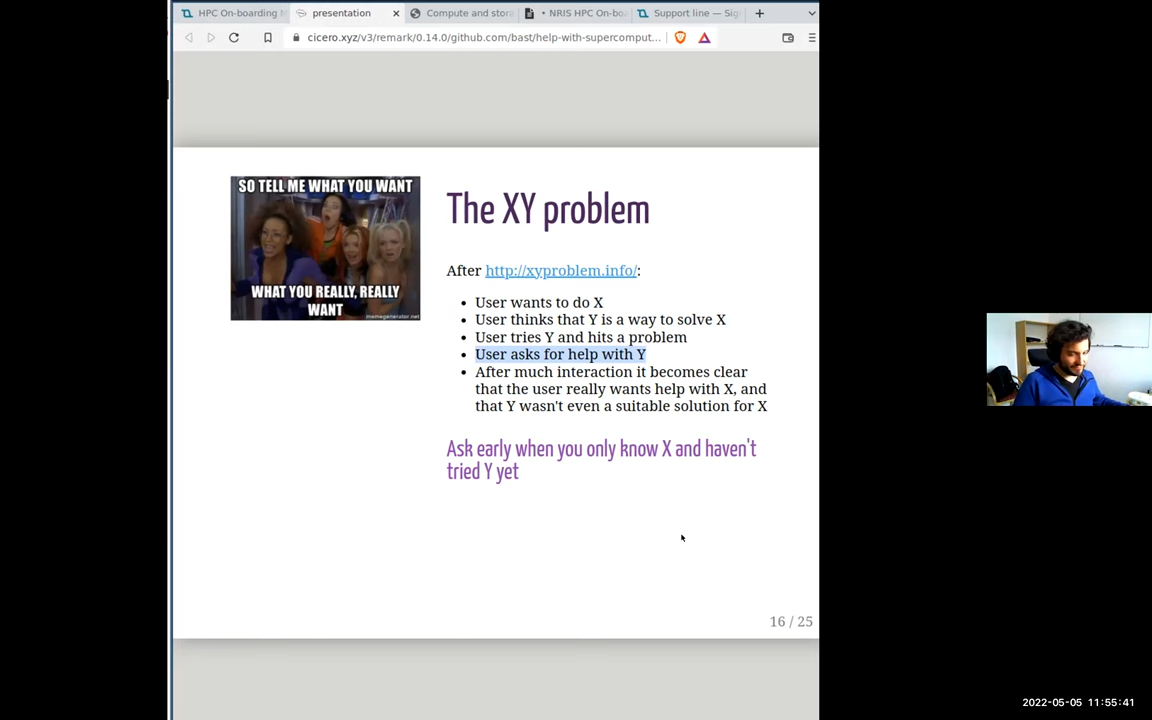 HPC On-boarding
presentation
Compute and stor
• NRIS HPC On-bo
Support line — Si
cicero.xyz/v3/remark/0.14.0/github.com/bast/help-with-supercomput...
SO TELL ME WHAT YOU WANT
WHAT YOU REALLY, REALLY
WANT
memegenerator.net
The XY problem
After http://xyproblem.info/:
• User wants to do X
• User thinks that Y is a way to solve X
• User tries Y and hits a problem
• User asks for help with Y
• After much interaction it becomes clear
that the user really wants help with X, and
that Y wasn't even a suitable solution for X
Ask early when you only know X and haven't
tried Y yet
16 / 25
2022-05-05 11:55:41